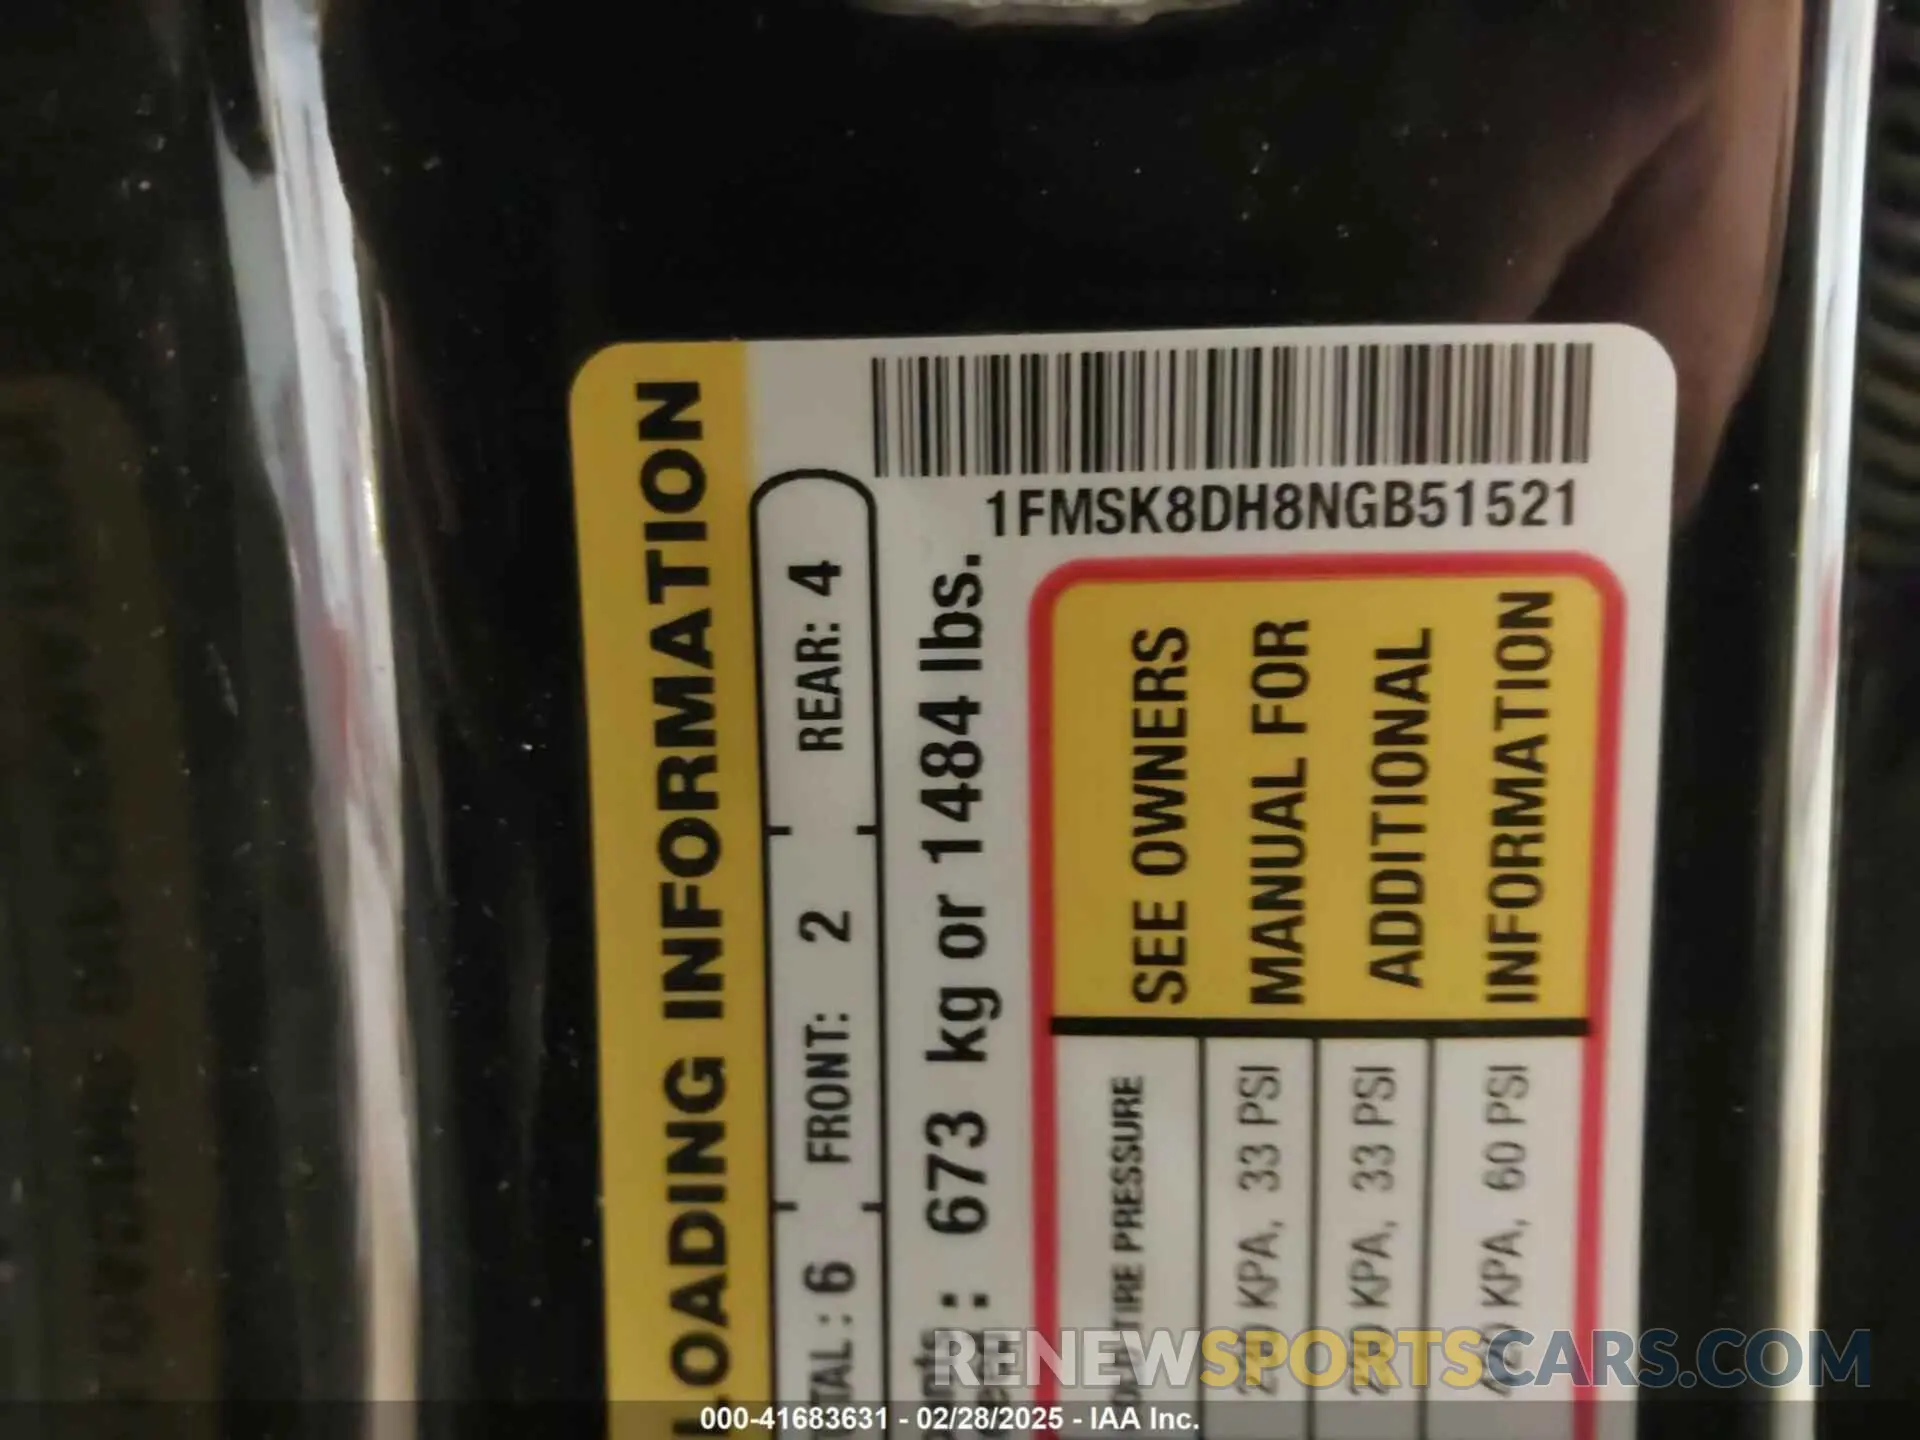 LOADING INFORMATION
TAL : 6 FRONT: 2 REAR: 4
: 673 kg or 1484 lbs.
1FMSK8DH8NGB51521
TIRE PRESSURE
KPA, 33 PSI
KPA, 33 PSI
420 KPA, 60 PSI
SEE OWNERS
MANUAL FOR
ADDITIONAL
INFORMATION
RENEWSPORTSCARS.COM
000-41683631 - 02/28/2025 - IAA Inc.